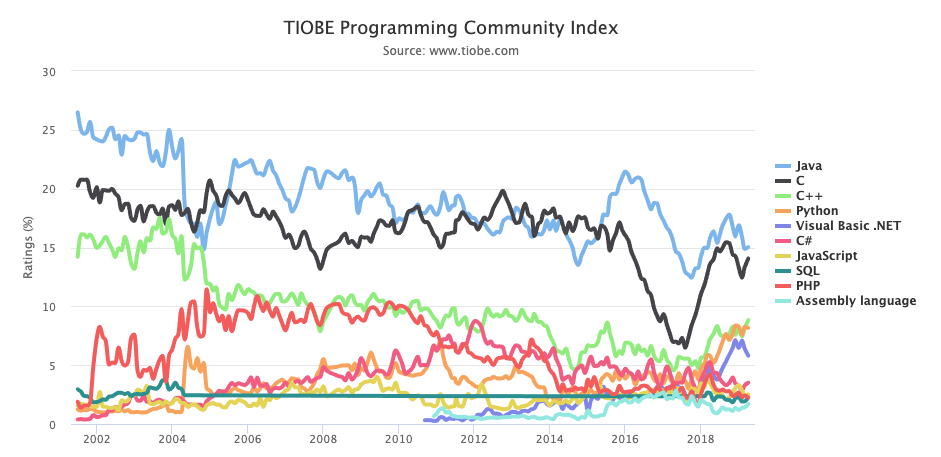 TIOBE Programming Community Index
Source: www.tiobe.com
Ratings (%)
30
25
20
15
10
5
0
2002 2004 2006 2008 2010 2012 2014 2016 2018
Java
C
C++
Python
Visual Basic .NET
C#
JavaScript
SQL
PHP
Assembly language